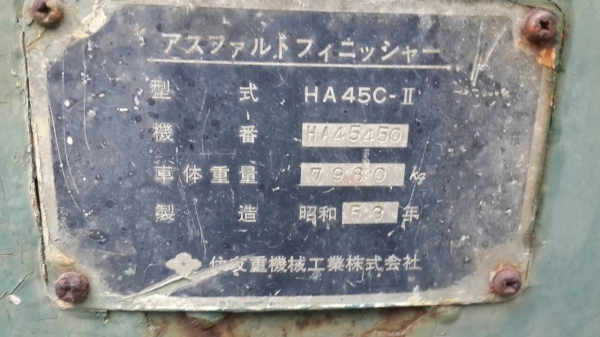 アスファルトフィニッシャー
型式 HA45C-Ⅱ
機番 HA45450
車体重量 7980 kg
製造 昭和 58 年
住友重機械工業株式会社